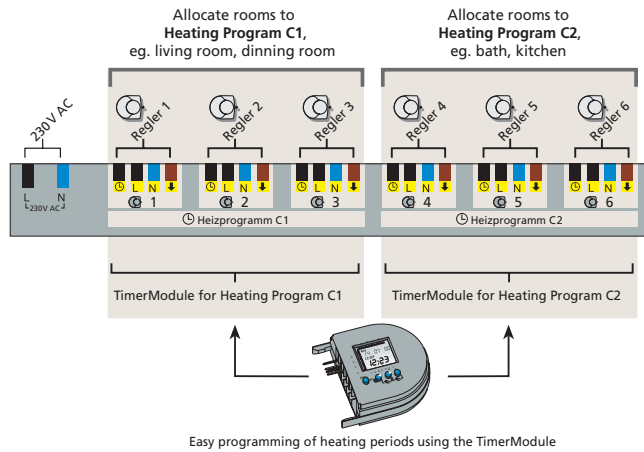 Allocate rooms to
Heating Program C1,
eg. living room, dinning room
Allocate rooms to
Heating Program C2,
eg. bath, kitchen
230 V AC
Regler 1
Regler 2
Regler 3
Regler 4
Regler 5
Regler 6
L N
230V AC
L N
L N
L N
L N
L N
L N
1
2
3
4
5
6
Heizprogramm C1
Heizprogramm C2
TimerModule for Heating Program C1
TimerModule for Heating Program C2
12:23
Easy programming of heating periods using the TimerModule